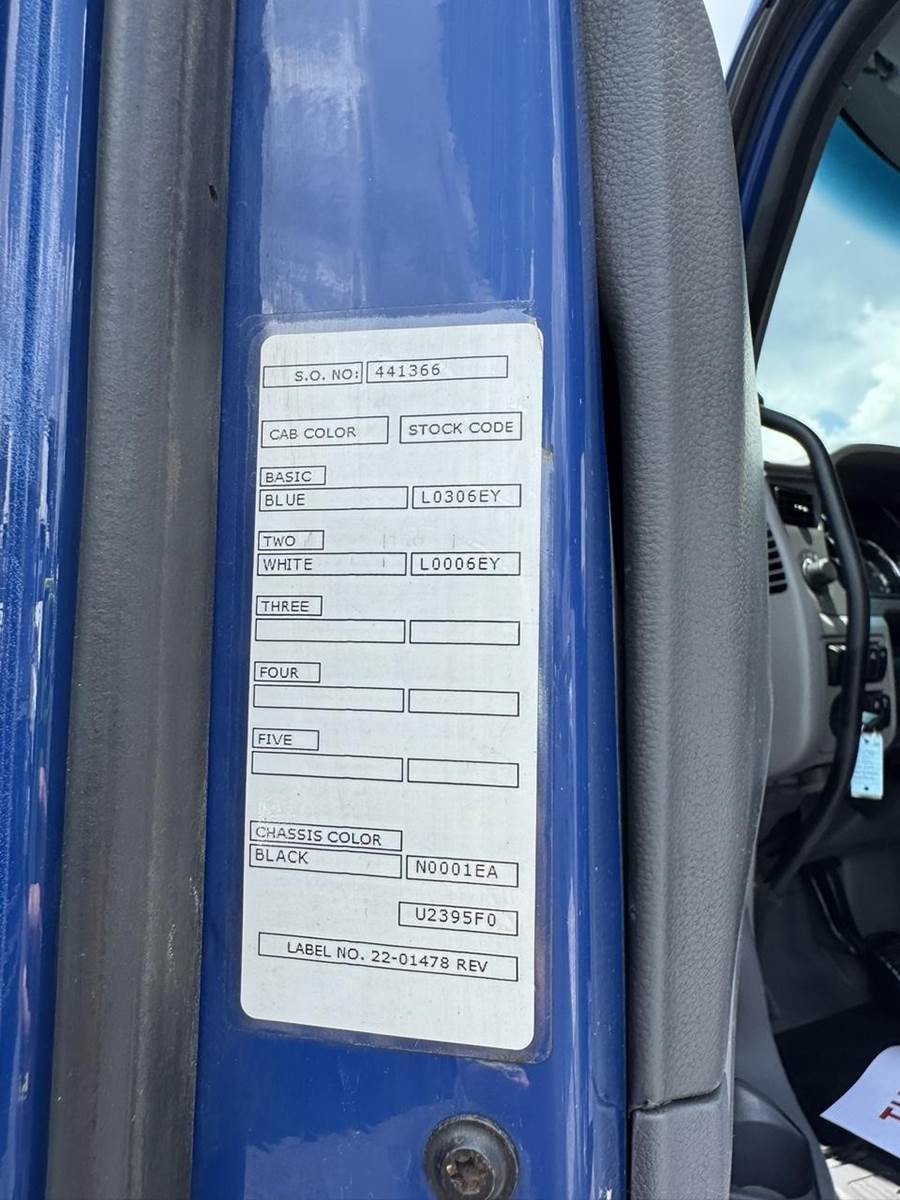 S.O. NO: 441366
CAB COLOR STOCK CODE
BASIC
BLUE L0306EY
TWO
WHITE L0006EY
THREE
FOUR
FIVE
CHASSIS COLOR
BLACK N0001EA
U2395F0
LABEL NO. 22-01478 REV